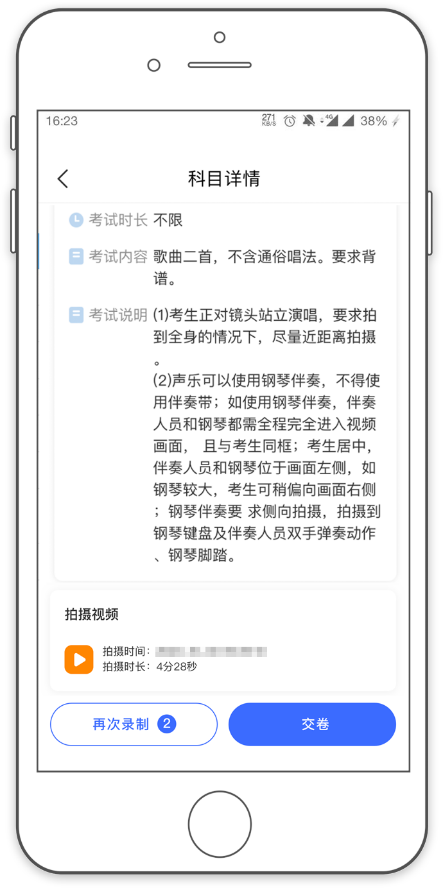 16:23
271 KB/S 4G 38%
科目详情
考试时长 不限
考试内容 歌曲二首，不含通俗唱法。要求背
谱。
考试说明 (1)考生正对镜头站立演唱，要求拍
到全身的情况下，尽量近距离拍摄
。
(2)声乐可以使用钢琴伴奏，不得使
用伴奏带；如使用钢琴伴奏，伴奏
人员和钢琴都需全程完全进入视频
画面， 且与考生同框；考生居中，
伴奏人员和钢琴位于画面左侧，如
钢琴较大，考生可稍偏向画面右侧
；钢琴伴奏要 求侧向拍摄，拍摄到
钢琴键盘及伴奏人员双手弹奏动作
、钢琴脚踏。
拍摄视频
拍摄时间：
拍摄时长：4分28秒
再次录制 2
交卷